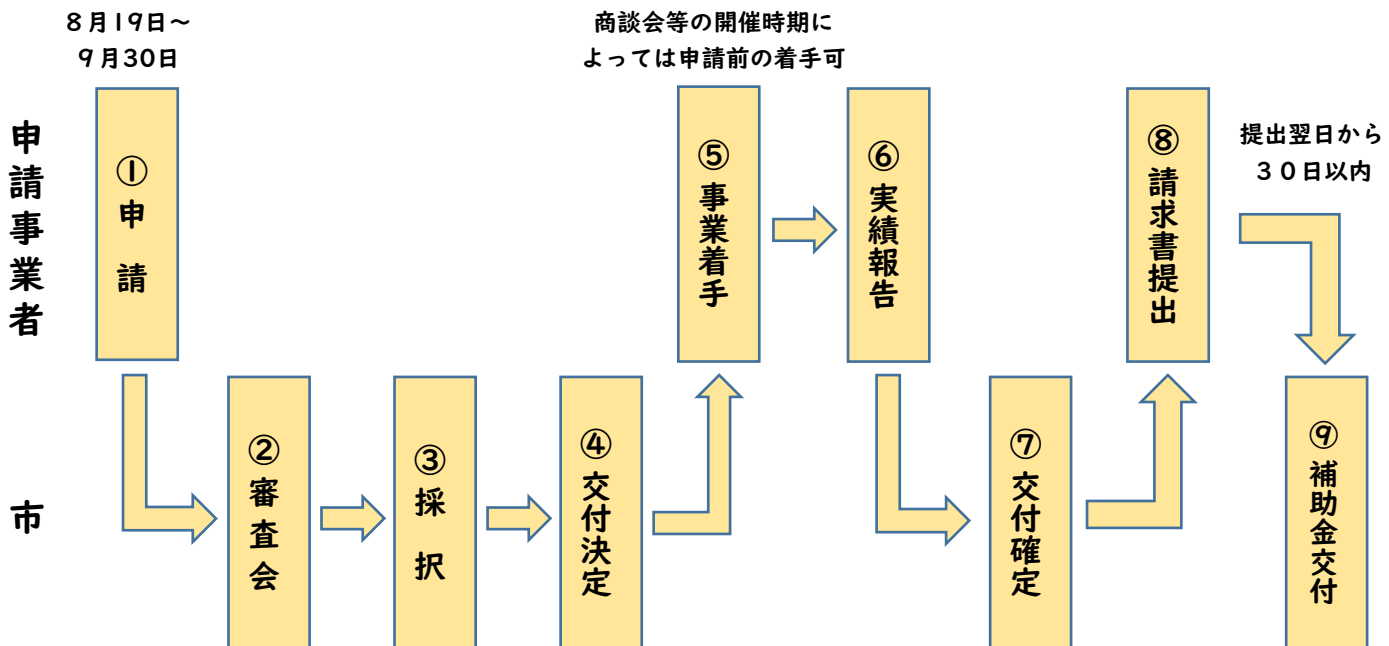 8月19日～
9月30日
商談会等の開催時期に
よっては申請前の着手可
申請事業者
①申　請
⑤事業着手
⑥実績報告
⑧請求書提出
提出翌日から
３０日以内
市
②審査会
③採　択
④交付決定
⑦交付確定
⑨補助金交付